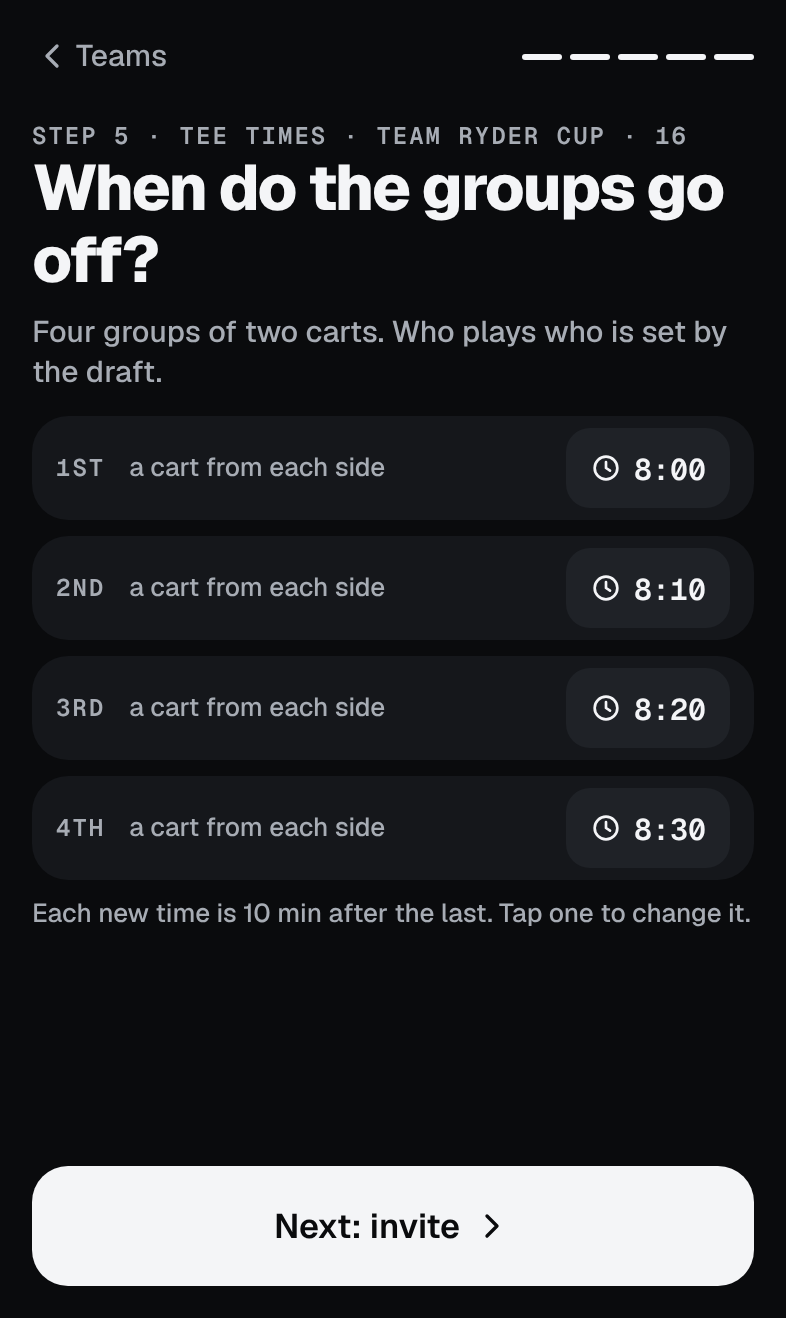 Teams
STEP 5 · TEE TIMES · TEAM RYDER CUP · 16
When do the groups go
off?
Four groups of two carts. Who plays who is set by
the draft.
1ST a cart from each side 8:00
2ND a cart from each side 8:10
3RD a cart from each side 8:20
4TH a cart from each side 8:30
Each new time is 10 min after the last. Tap one to change it.
Next: invite